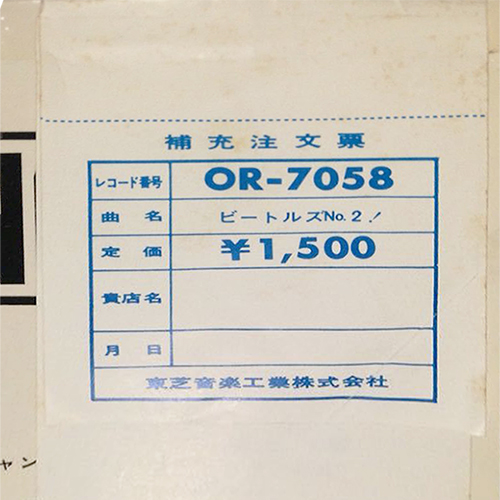 補充注文票
レコード番号 OR-7058
曲名 ビートルズNo.2!
定価 ¥1,500
貴店名
月日
東芝音楽工業株式会社
ャン